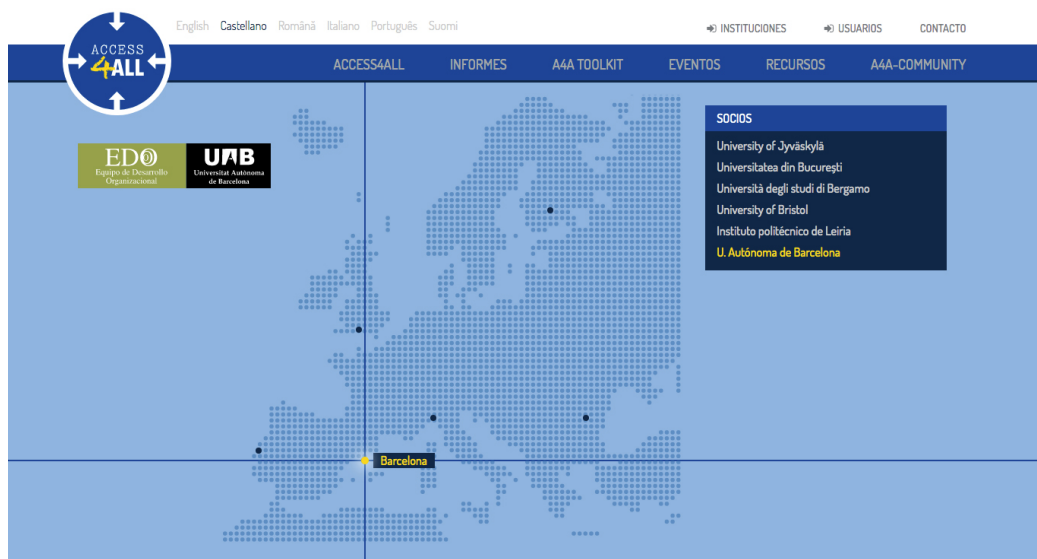 English Castellano Română Italiano Português Suomi
INSTITUCIONES USUARIOS CONTACTO
ACCESS
4ALL
ACCESS4ALL INFORMES A4A TOOLKIT EVENTOS RECURSOS A4A-COMMUNITY
EDO
Equipo de Desarrollo
Organizacional
UAB
Universitat Autònoma
de Barcelona
SOCIOS
University of Jyväskylä
Universitatea din Bucureşti
Università degli studi di Bergamo
University of Bristol
Instituto politécnico de Leiria
U. Autónoma de Barcelona
Barcelona